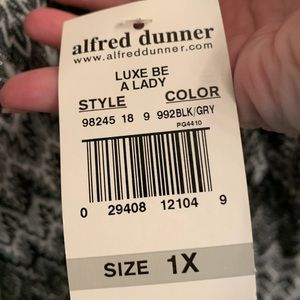 alfred dunner
www.alfreddunner.com
LUXE BE
A LADY
STYLE COLOR
98245 18 9 992BLK/GRY
PG4410
0 29408 12104 9
SIZE 1X